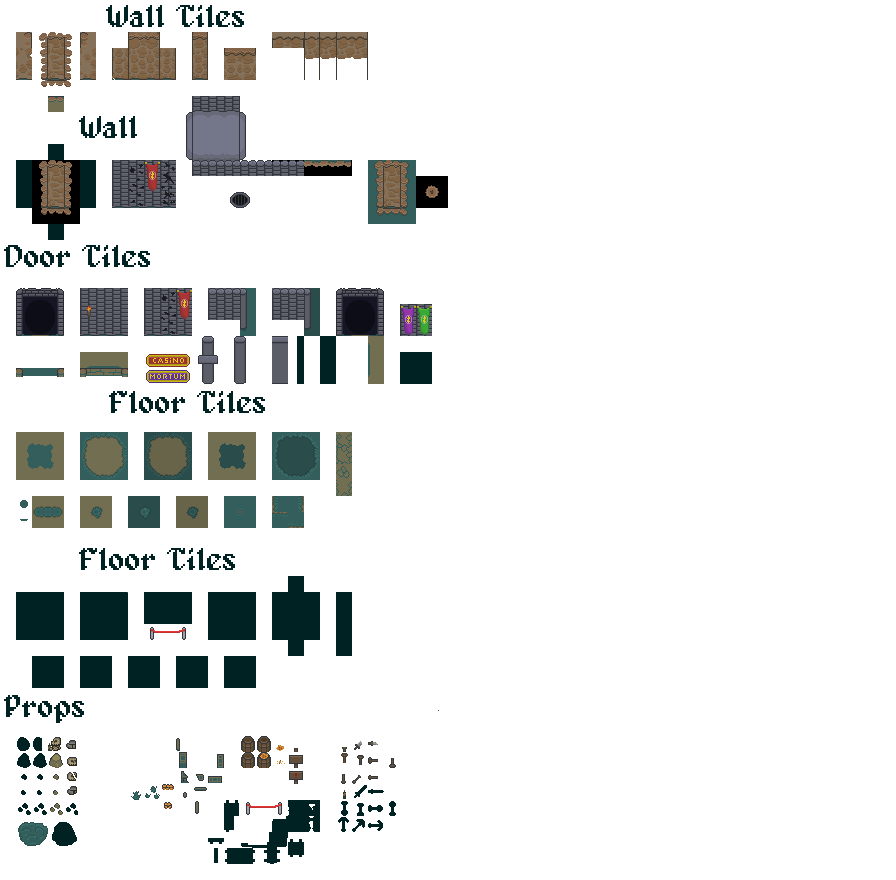 Wall Tiles
Wall
Door Tiles
CASINO
MORTUM
Floor Tiles
Floor Tiles
Props